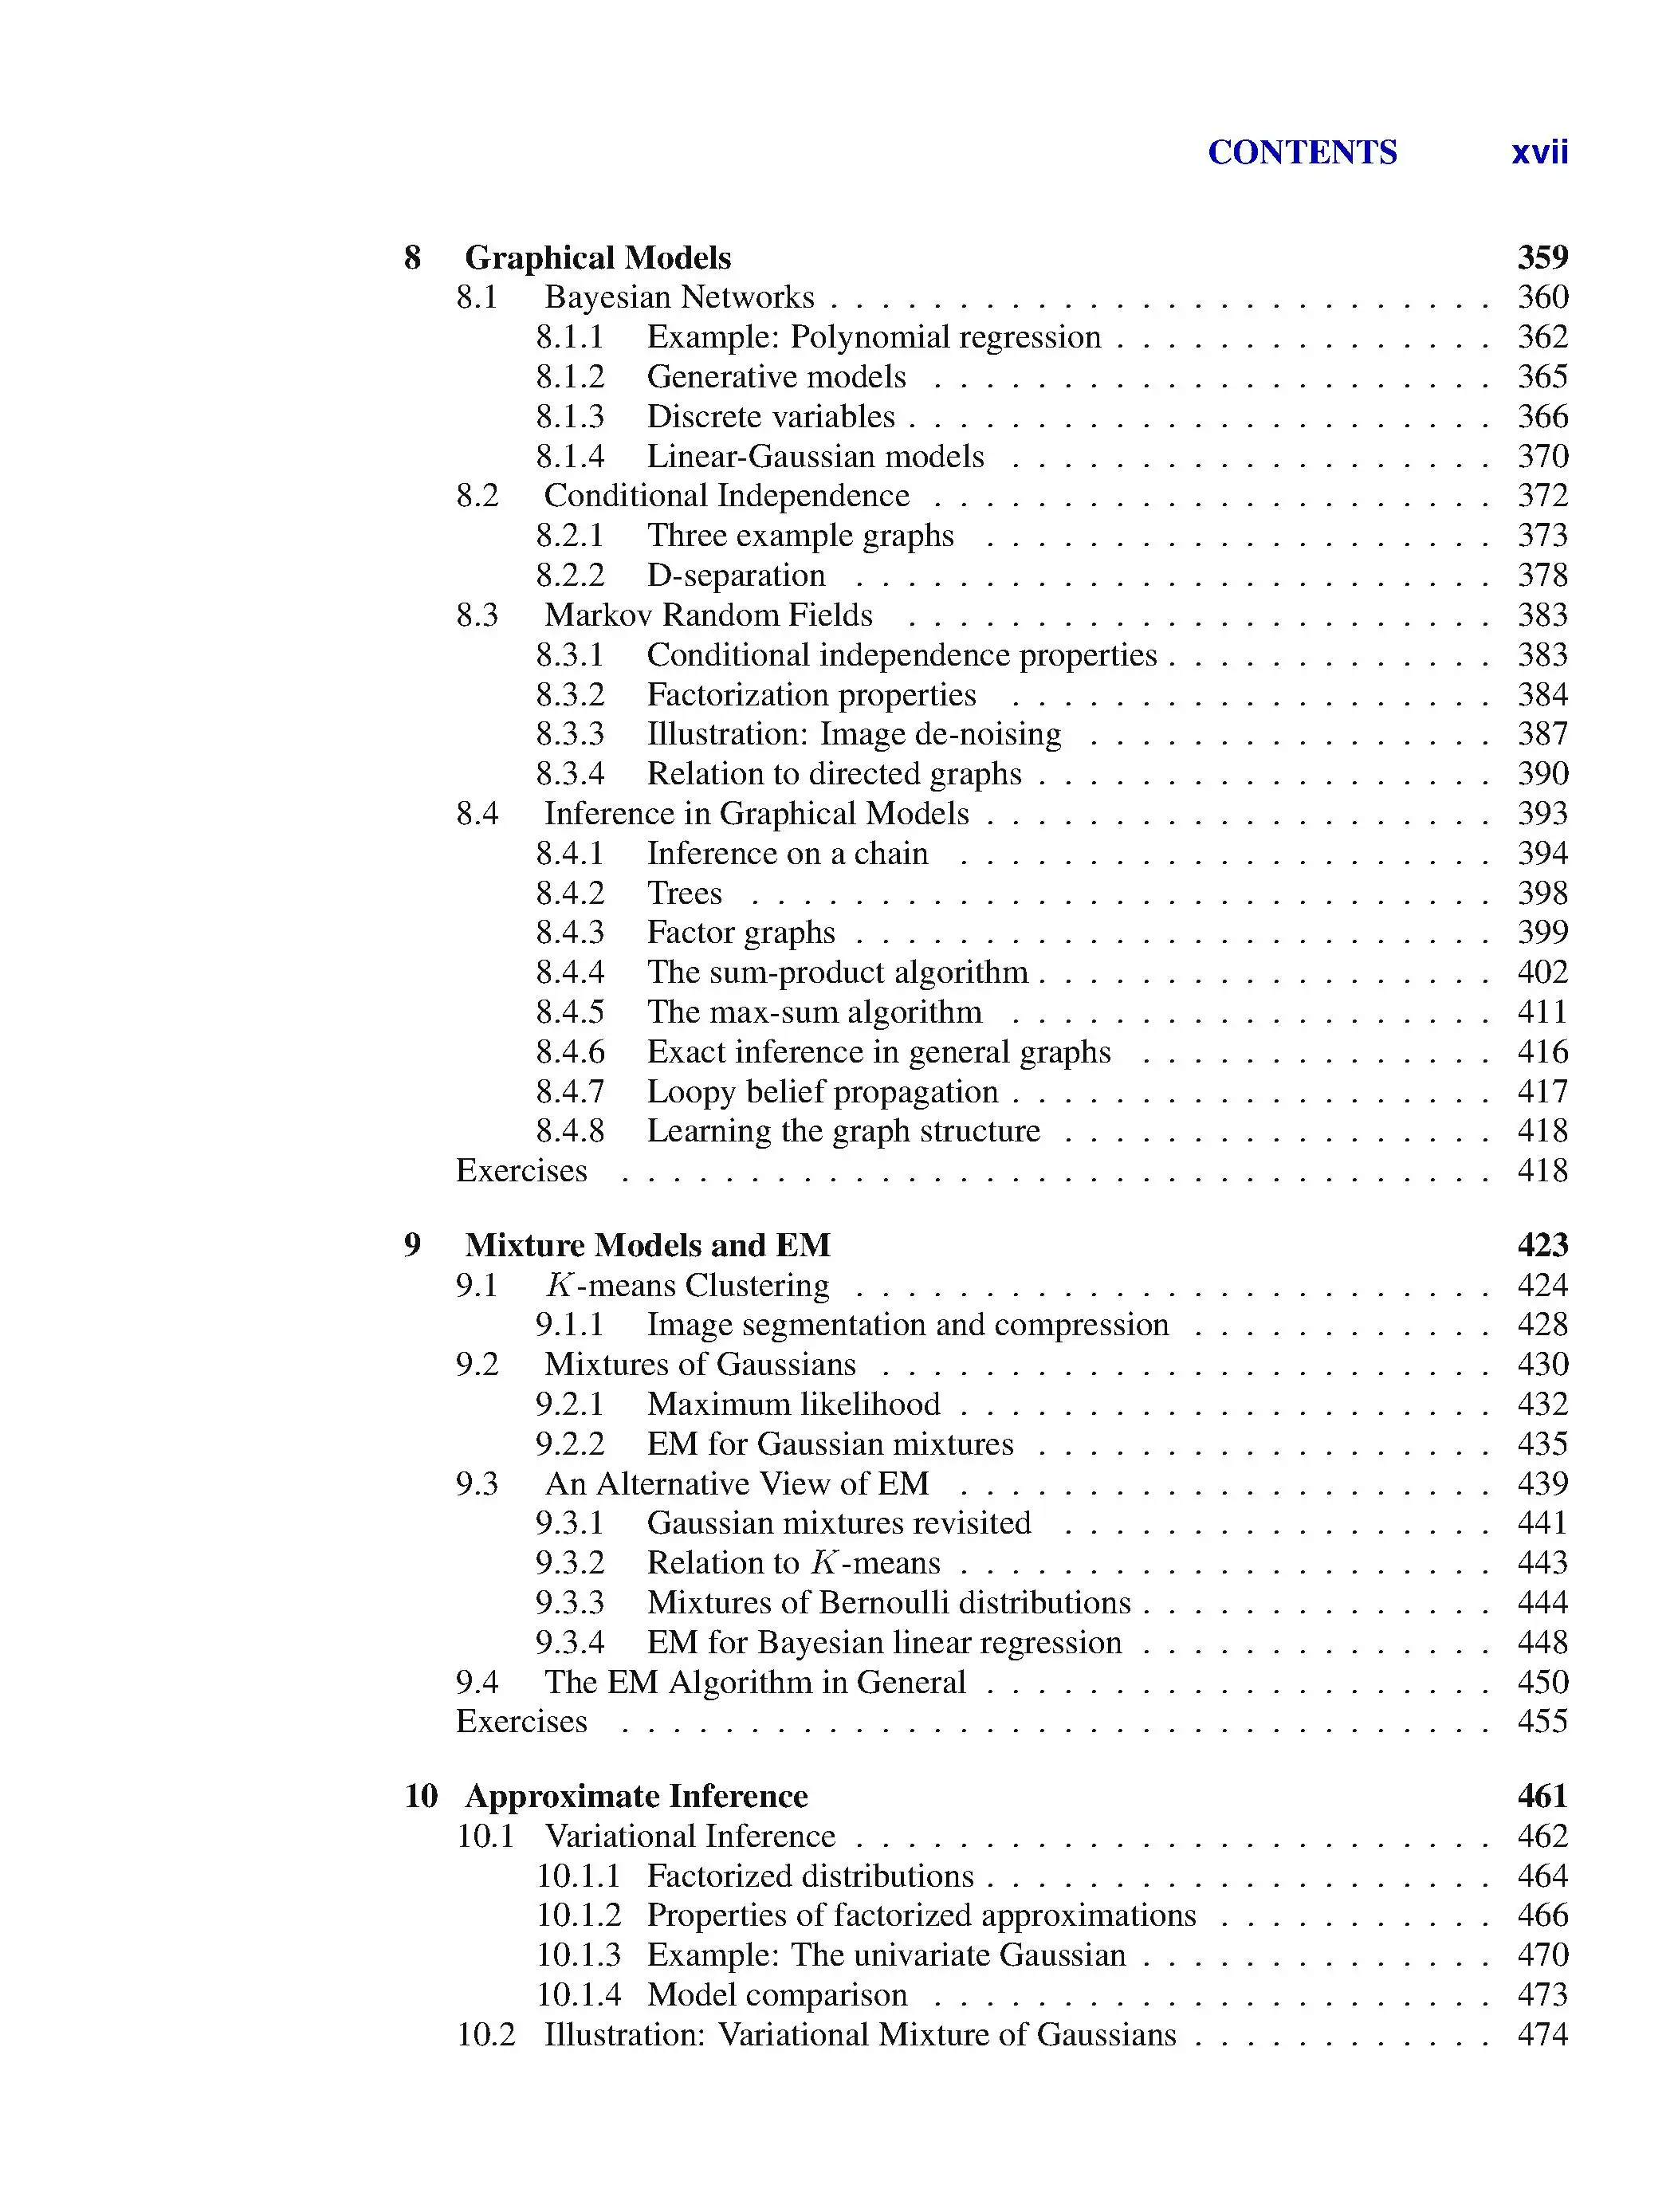 CONTENTS xvii
8 Graphical Models 359
8.1 Bayesian Networks . . . . . . . . . . . . . . . . . . . . . . . . . . 360
8.1.1 Example: Polynomial regression . . . . . . . . . . . . . . . 362
8.1.2 Generative models . . . . . . . . . . . . . . . . . . . . . . 365
8.1.3 Discrete variables . . . . . . . . . . . . . . . . . . . . . . . 366
8.1.4 Linear-Gaussian models . . . . . . . . . . . . . . . . . . . 370
8.2 Conditional Independence . . . . . . . . . . . . . . . . . . . . . . 372
8.2.1 Three example graphs . . . . . . . . . . . . . . . . . . . . 373
8.2.2 D-separation . . . . . . . . . . . . . . . . . . . . . . . . . 378
8.3 Markov Random Fields . . . . . . . . . . . . . . . . . . . . . . . 383
8.3.1 Conditional independence properties . . . . . . . . . . . . . 383
8.3.2 Factorization properties . . . . . . . . . . . . . . . . . . . 384
8.3.3 Illustration: Image de-noising . . . . . . . . . . . . . . . . 387
8.3.4 Relation to directed graphs . . . . . . . . . . . . . . . . . . 390
8.4 Inference in Graphical Models . . . . . . . . . . . . . . . . . . . . 393
8.4.1 Inference on a chain . . . . . . . . . . . . . . . . . . . . . 394
8.4.2 Trees . . . . . . . . . . . . . . . . . . . . . . . . . . . . . 398
8.4.3 Factor graphs . . . . . . . . . . . . . . . . . . . . . . . . . 399
8.4.4 The sum-product algorithm . . . . . . . . . . . . . . . . . . 402
8.4.5 The max-sum algorithm . . . . . . . . . . . . . . . . . . . 411
8.4.6 Exact inference in general graphs . . . . . . . . . . . . . . 416
8.4.7 Loopy belief propagation . . . . . . . . . . . . . . . . . . . 417
8.4.8 Learning the graph structure . . . . . . . . . . . . . . . . . 418
Exercises . . . . . . . . . . . . . . . . . . . . . . . . . . . . . . . . . . 418
9 Mixture Models and EM 423
9.1 K-means Clustering . . . . . . . . . . . . . . . . . . . . . . . . . 424
9.1.1 Image segmentation and compression . . . . . . . . . . . . 428
9.2 Mixtures of Gaussians . . . . . . . . . . . . . . . . . . . . . . . . 430
9.2.1 Maximum likelihood . . . . . . . . . . . . . . . . . . . . . 432
9.2.2 EM for Gaussian mixtures . . . . . . . . . . . . . . . . . . 435
9.3 An Alternative View of EM . . . . . . . . . . . . . . . . . . . . . 439
9.3.1 Gaussian mixtures revisited . . . . . . . . . . . . . . . . . 441
9.3.2 Relation to K-means . . . . . . . . . . . . . . . . . . . . . 443
9.3.3 Mixtures of Bernoulli distributions . . . . . . . . . . . . . . 444
9.3.4 EM for Bayesian linear regression . . . . . . . . . . . . . . 448
9.4 The EM Algorithm in General . . . . . . . . . . . . . . . . . . . . 450
Exercises . . . . . . . . . . . . . . . . . . . . . . . . . . . . . . . . . . 455
10 Approximate Inference 461
10.1 Variational Inference . . . . . . . . . . . . . . . . . . . . . . . . . 462
10.1.1 Factorized distributions . . . . . . . . . . . . . . . . . . . . 464
10.1.2 Properties of factorized approximations . . . . . . . . . . . 466
10.1.3 Example: The univariate Gaussian . . . . . . . . . . . . . . 470
10.1.4 Model comparison . . . . . . . . . . . . . . . . . . . . . . 473
10.2 Illustration: Variational Mixture of Gaussians . . . . . . . . . . . . 474